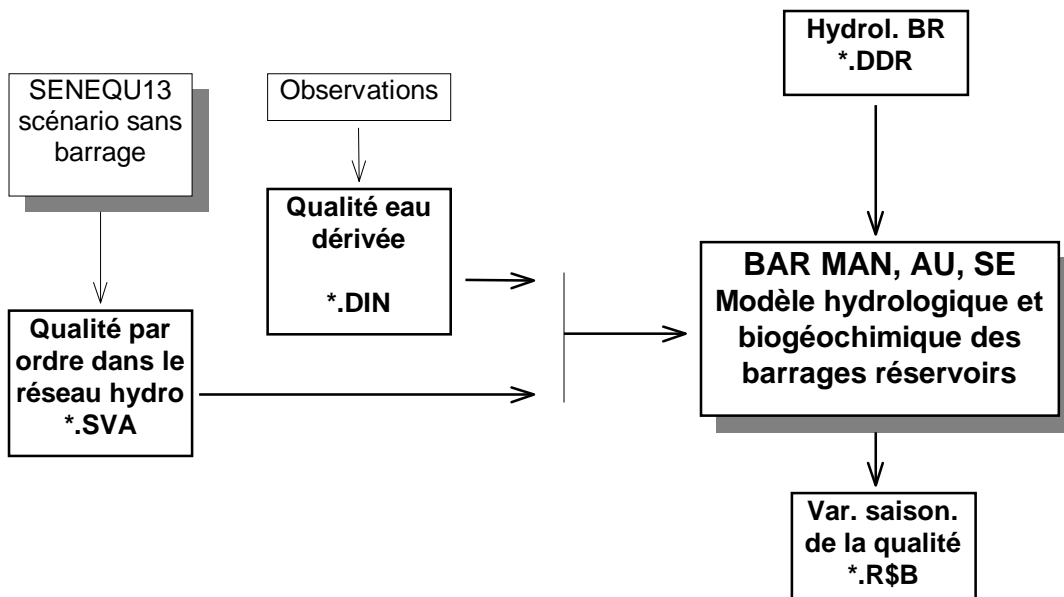 Hydrol. BR
*.DDR
SENEQU13
scénario sans
barrage
Observations
Qualité eau
dérivée
*.DIN
BAR MAN, AU, SE
Modèle hydrologique et
biogéochimique des
barrages réservoirs
Qualité par
ordre dans le
réseau hydro
*.SVA
Var. saison.
de la qualité
*.R$B